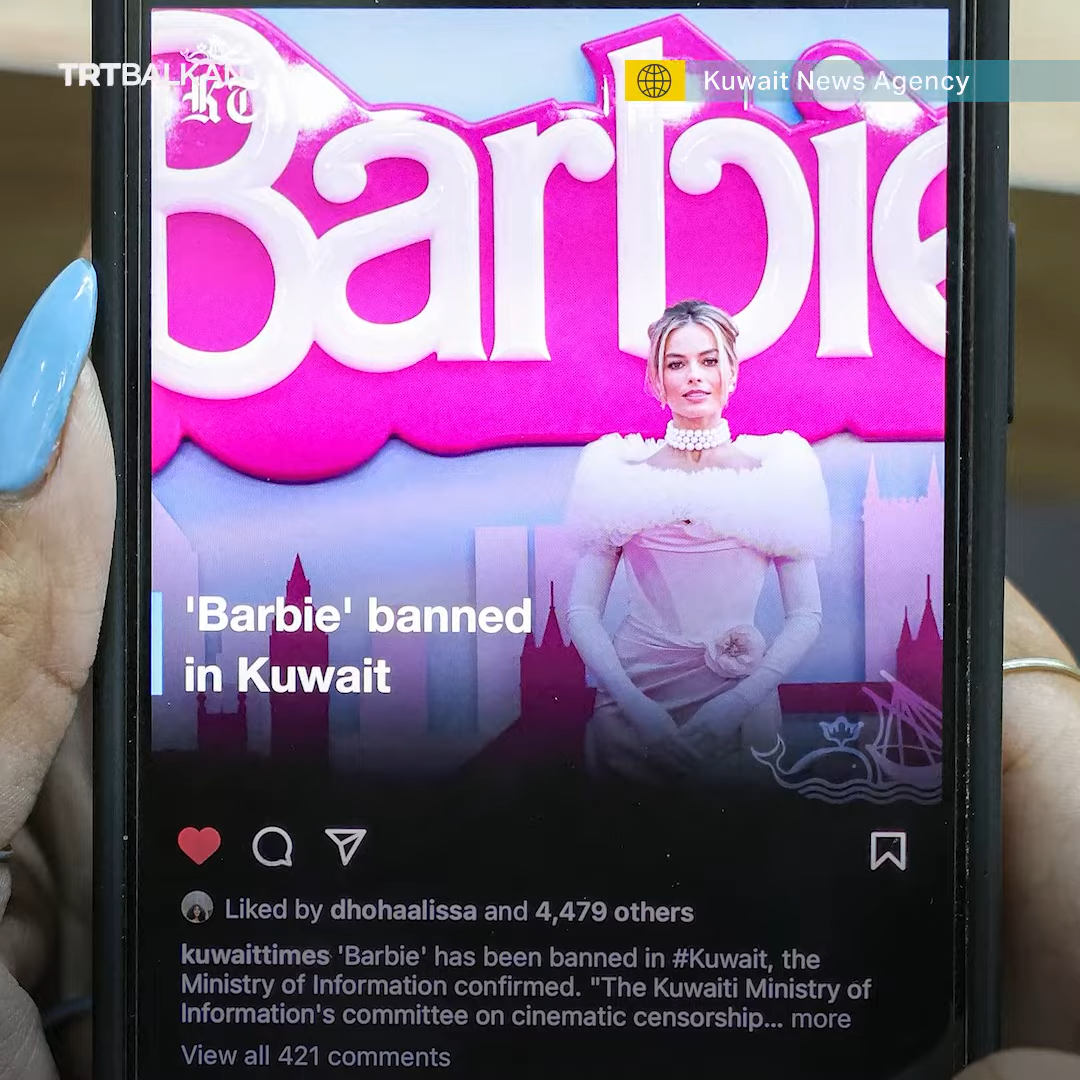 TRTBALKAN
Kuwait News Agency
KT
Barbie
'Barbie' banned
in Kuwait
Liked by dhohaalissa and 4,479 others
kuwaittimes 'Barbie' has been banned in #Kuwait, the
Ministry of Information confirmed. "The Kuwaiti Ministry of
Information's committee on cinematic censorship... more
View all 421 comments